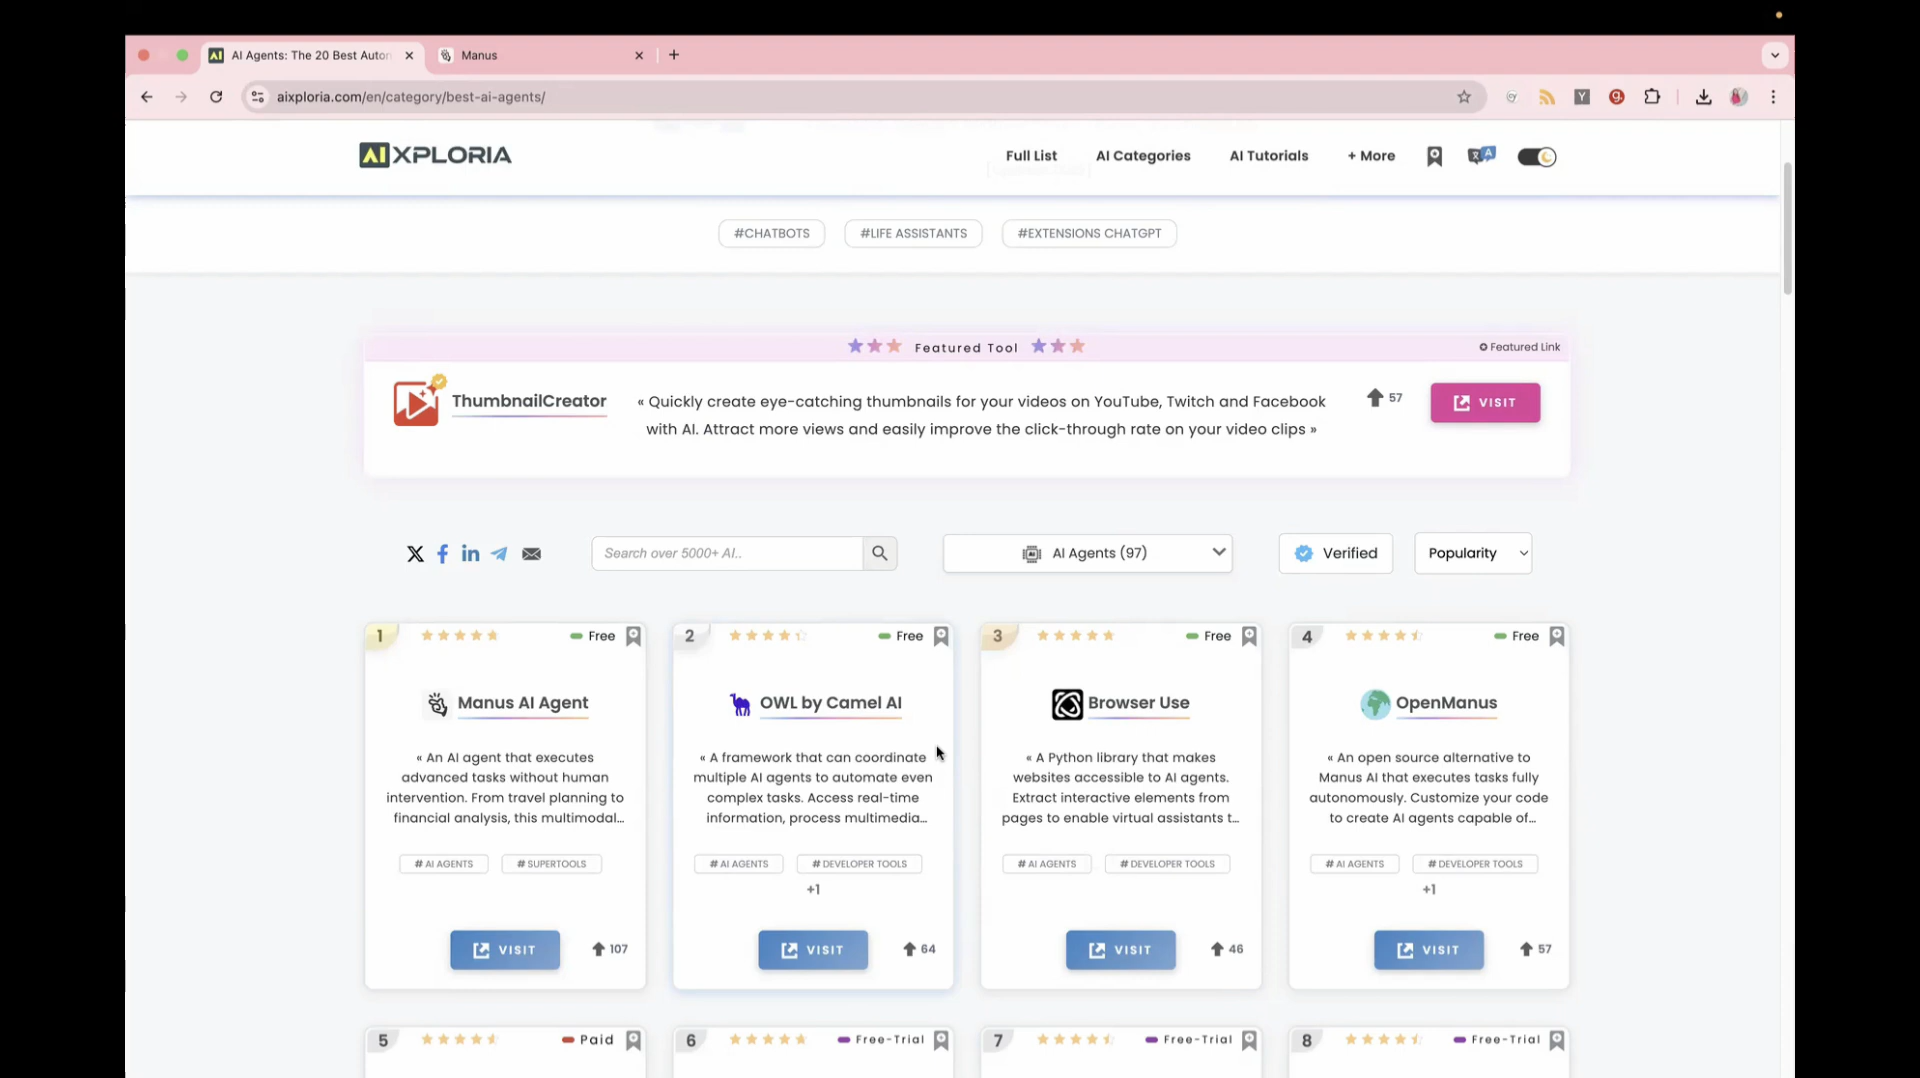 AI Agents: The 20 Best Auton
Manus
aixploria.com/en/category/best-ai-agents/
AIXPLORIA
Full List
AI Categories
AI Tutorials
+ More
#CHATBOTS
#LIFE ASSISTANTS
#EXTENSIONS CHATGPT
Featured Tool
Featured Link
ThumbnailCreator
« Quickly create eye-catching thumbnails for your videos on YouTube, Twitch and Facebook
with AI. Attract more views and easily improve the click-through rate on your video clips »
57
VISIT
Search over 5000+ AI..
AI Agents (97)
Verified
Popularity
1
Free
Manus AI Agent
« An AI agent that executes
advanced tasks without human
intervention. From travel planning to
financial analysis, this multimodal…
# AI AGENTS
# SUPERTOOLS
VISIT
107
2
Free
OWL by Camel AI
« A framework that can coordinate
multiple AI agents to automate even
complex tasks. Access real-time
information, process multimedia…
# AI AGENTS
# DEVELOPER TOOLS
+1
VISIT
64
3
Free
Browser Use
« A Python library that makes
websites accessible to AI agents.
Extract interactive elements from
pages to enable virtual assistants t…
# AI AGENTS
# DEVELOPER TOOLS
VISIT
46
4
Free
OpenManus
« An open source alternative to
Manus AI that executes tasks fully
autonomously. Customize your code
to create AI agents capable of…
# AI AGENTS
# DEVELOPER TOOLS
+1
VISIT
57
5
Paid
6
Free-Trial
7
Free-Trial
8
Free-Trial